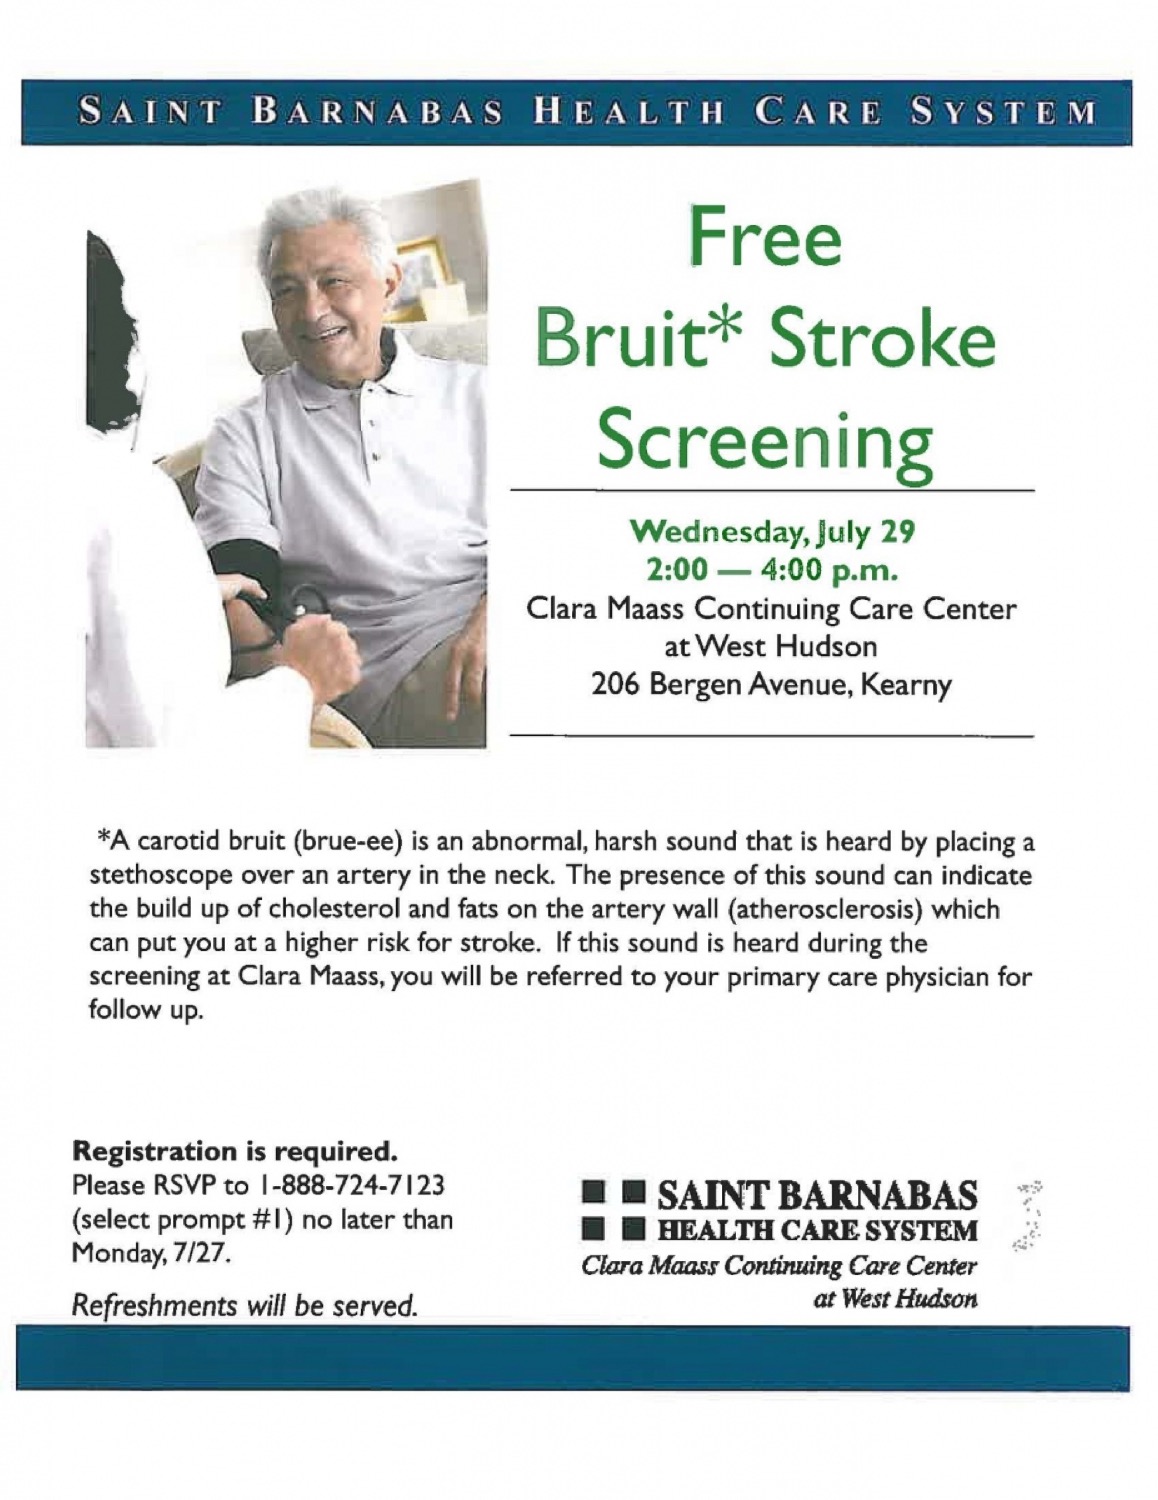 SAINT BARNABAS HEALTH CARE SYSTEM
Free
Bruit* Stroke
Screening
Wednesday, July 29
2:00 — 4:00 p.m.
Clara Maass Continuing Care Center
at West Hudson
206 Bergen Avenue, Kearny
*A carotid bruit (brue-ee) is an abnormal, harsh sound that is heard by placing a
stethoscope over an artery in the neck. The presence of this sound can indicate
the build up of cholesterol and fats on the artery wall (atherosclerosis) which
can put you at a higher risk for stroke. If this sound is heard during the
screening at Clara Maass, you will be referred to your primary care physician for
follow up.
Registration is required.
Please RSVP to 1-888-724-7123
(select prompt #1) no later than
Monday, 7/27.
Refreshments will be served.
SAINT BARNABAS
HEALTH CARE SYSTEM
Clara Maass Continuing Care Center
at West Hudson